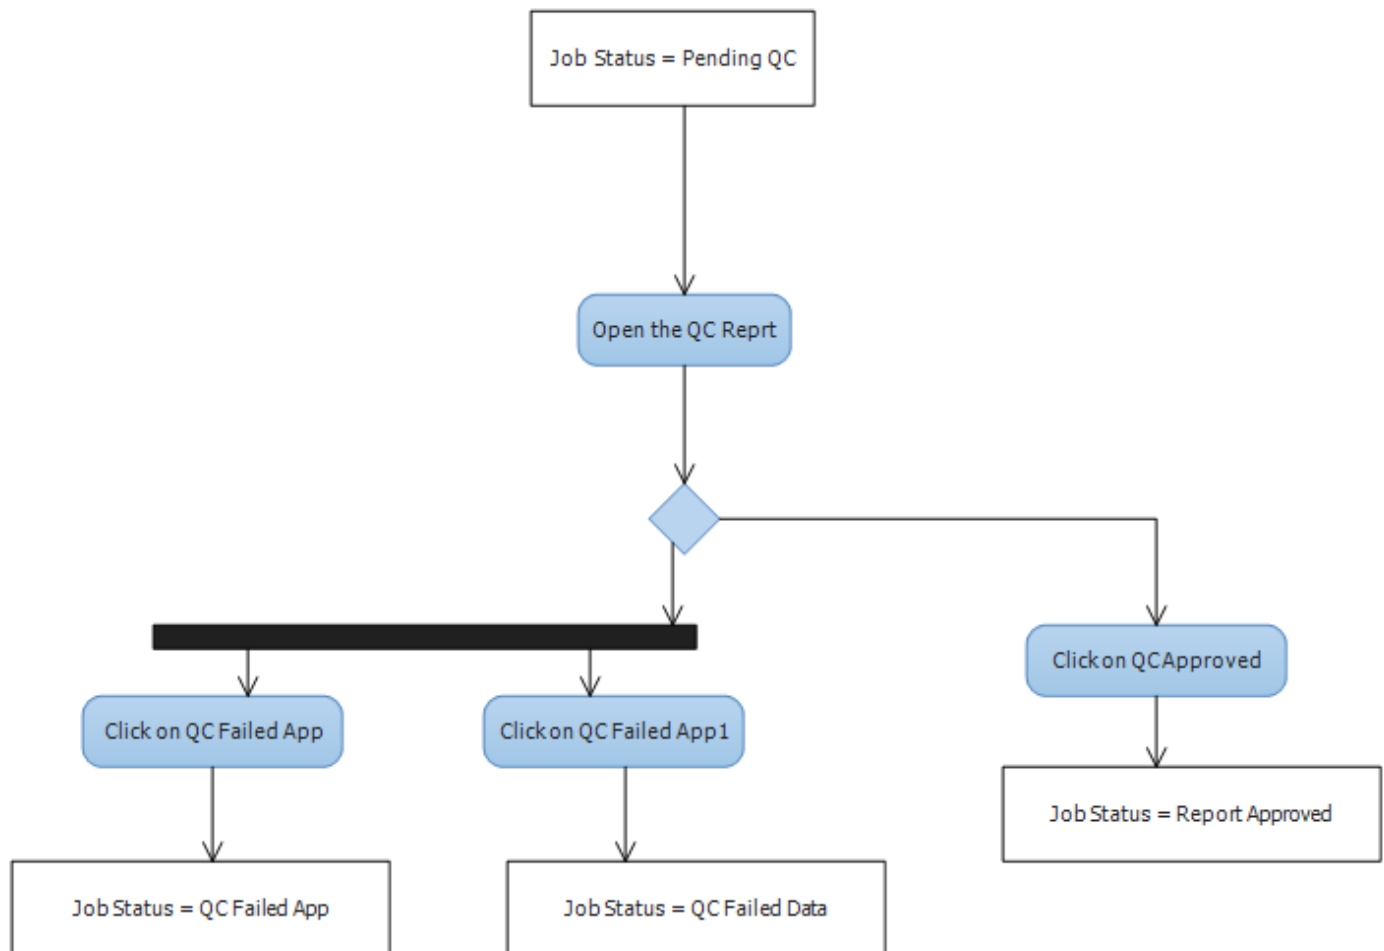 Job Status = Pending QC
Open the QC Reprt
Click on QC Approved
Click on QC Failed App
Click on QC Failed App1
Job Status = Report Approved
Job Status = QC Failed App
Job Status = QC Failed Data